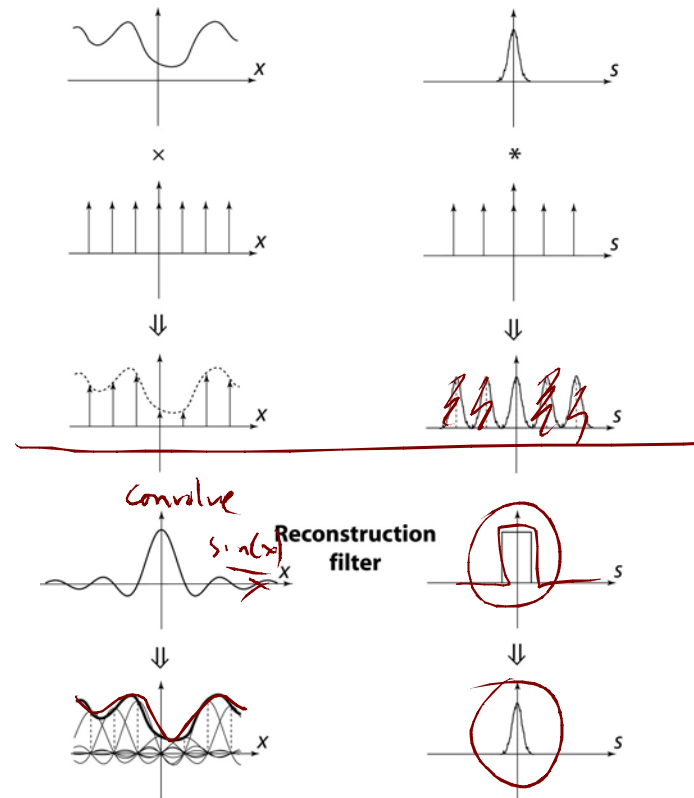 x
s
×
*
x
s
⇓
⇓
convolve
Reconstruction
filter
sin(x)
x
x
s
⇓
⇓
x
s